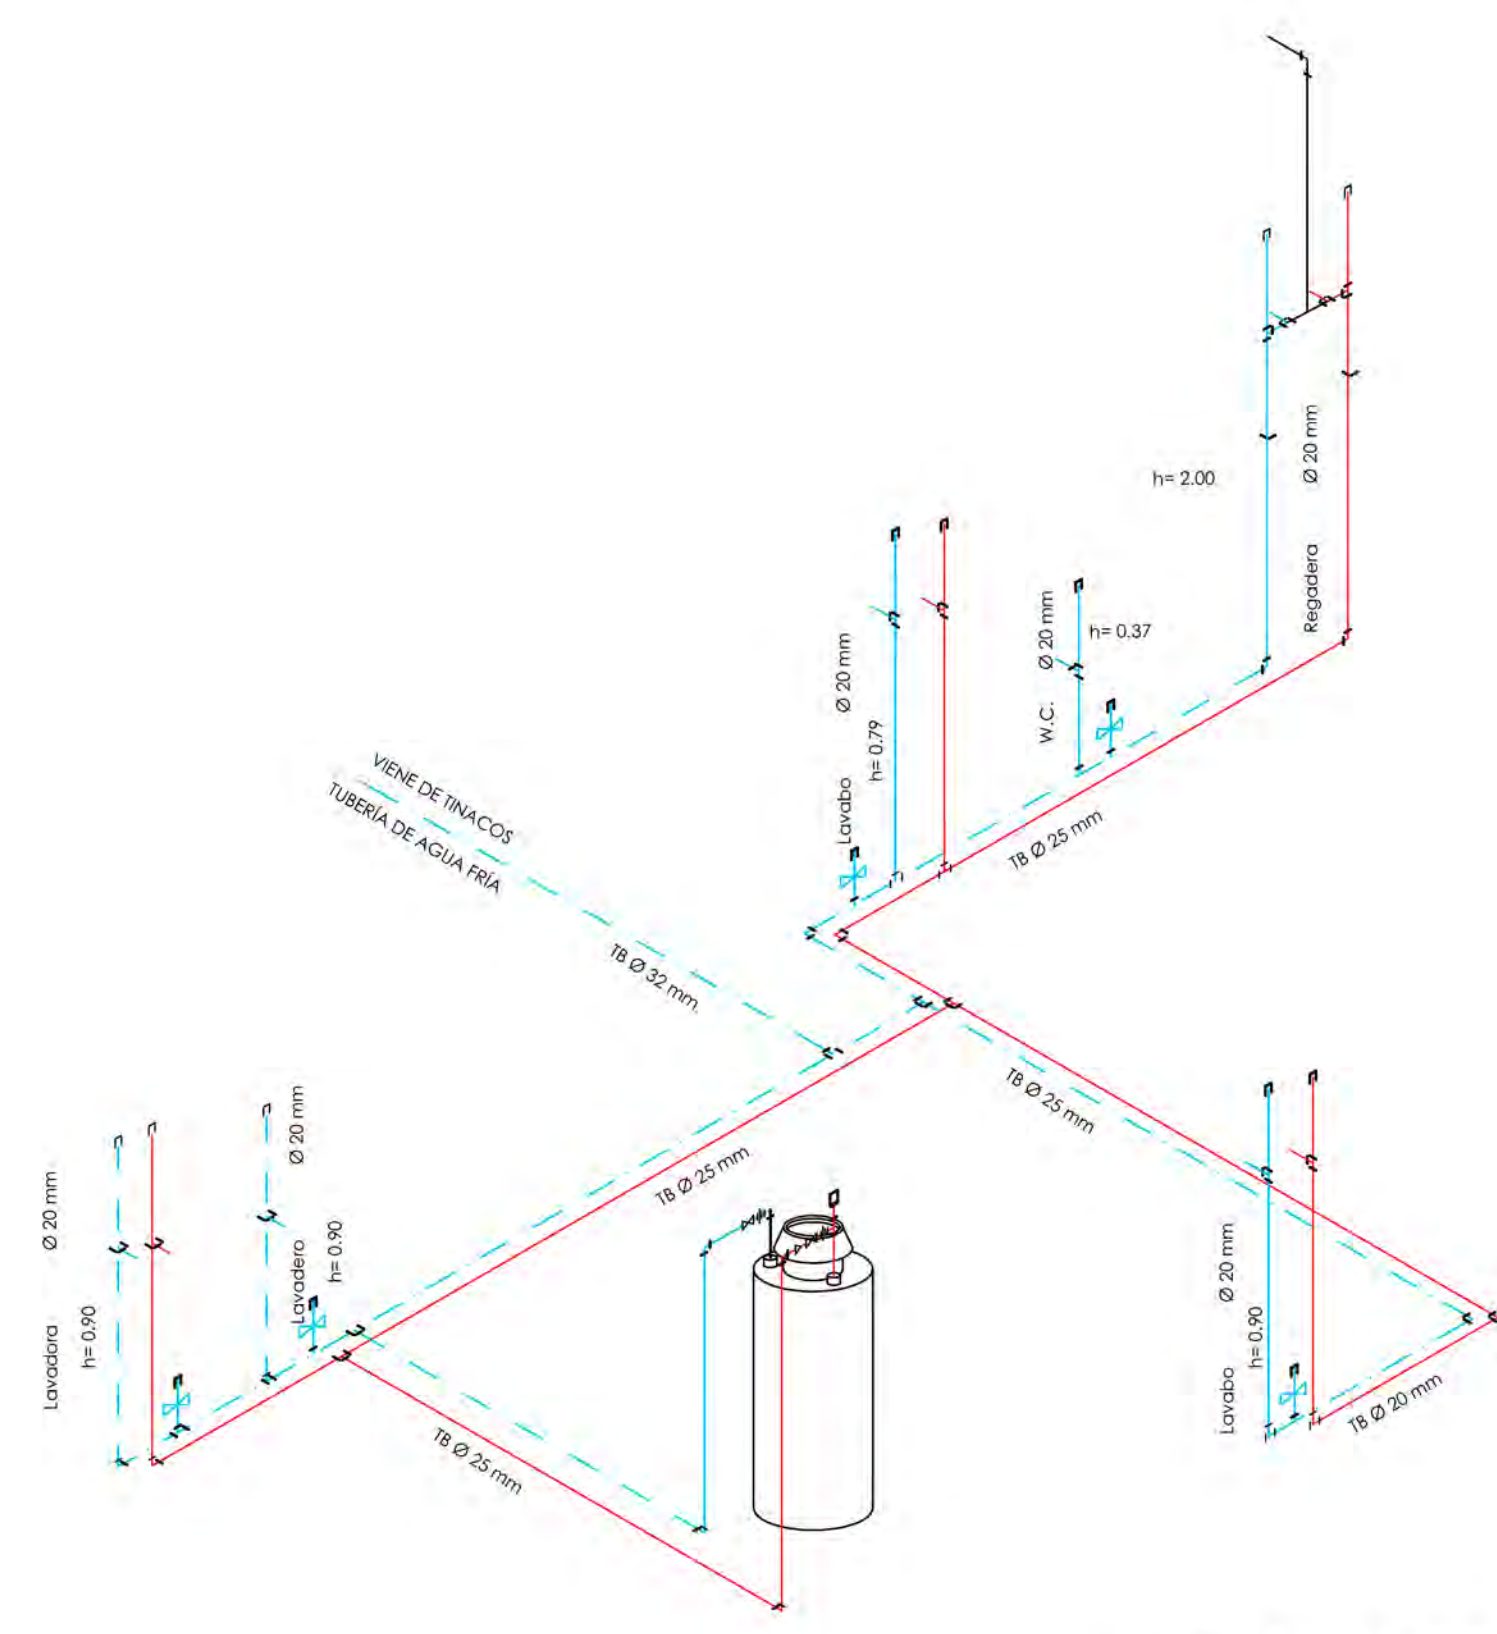 h= 2.00
Ø 20 mm
Regadera
Ø 20 mm
h= 0.37
W.C.
Ø 20 mm
h= 0.79
Lavabo
TB Ø 25 mm
VIENE DE TINACOS
TUBERÍA DE AGUA FRÍA
TB Ø 32 mm.
TB Ø 25 mm
TB Ø 25 mm
Ø 20 mm
Lavadero
h= 0.90
Ø 20 mm
Lavadora
h= 0.90
TB Ø 25 mm
Ø 20 mm
Lavabo
h= 0.90
TB Ø 20 mm